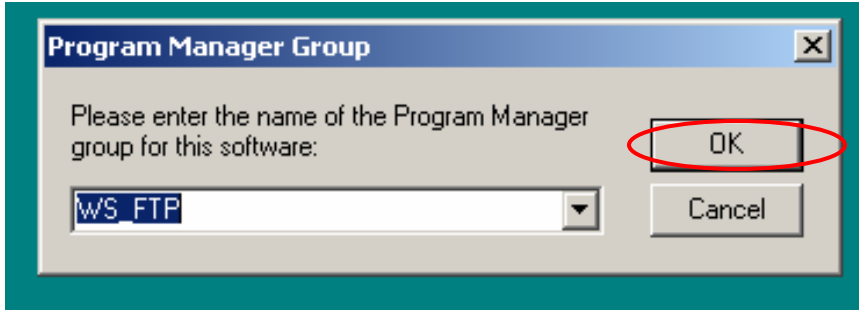 Program Manager Group
Please enter the name of the Program Manager
group for this software:
OK
WS_FTP
Cancel